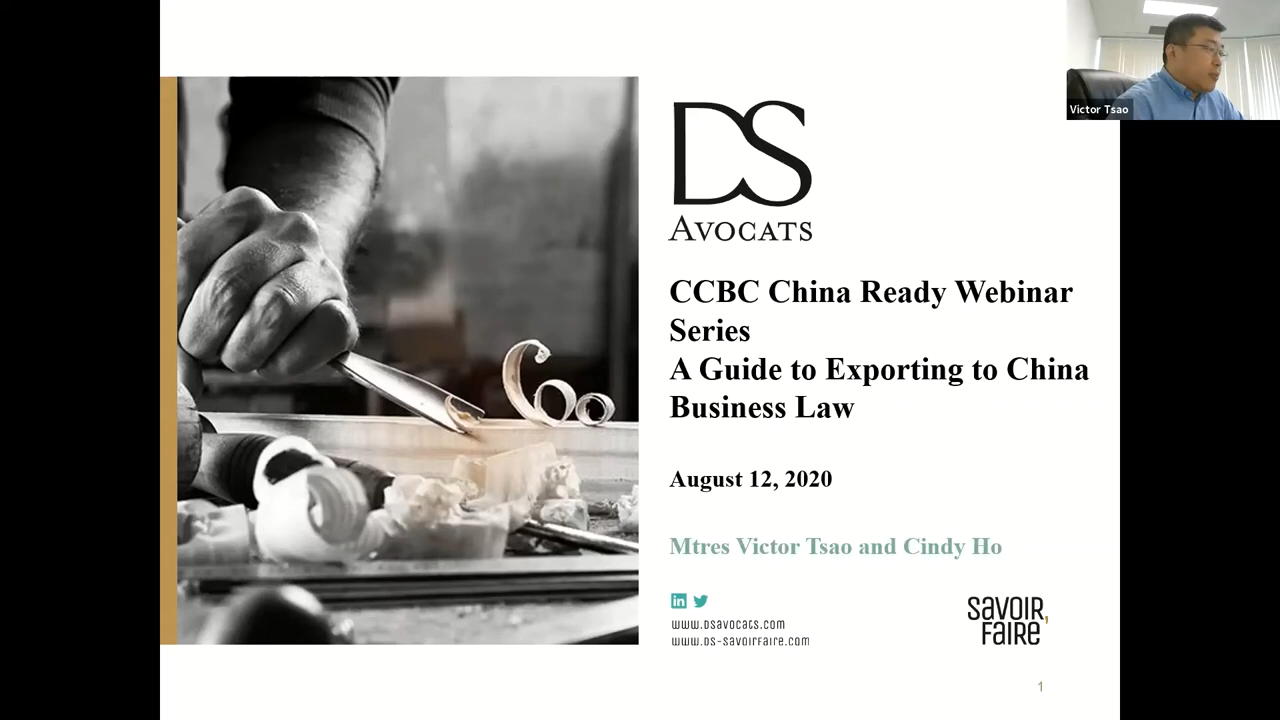 Victor Tsao
DS
AVOCATS
CCBC China Ready Webinar
Series
A Guide to Exporting to China
Business Law
August 12, 2020
Mtres Victor Tsao and Cindy Ho
in
www.dsavocats.com
www.ds-savoirfaire.com
SAVOIR,
FAIRE
1